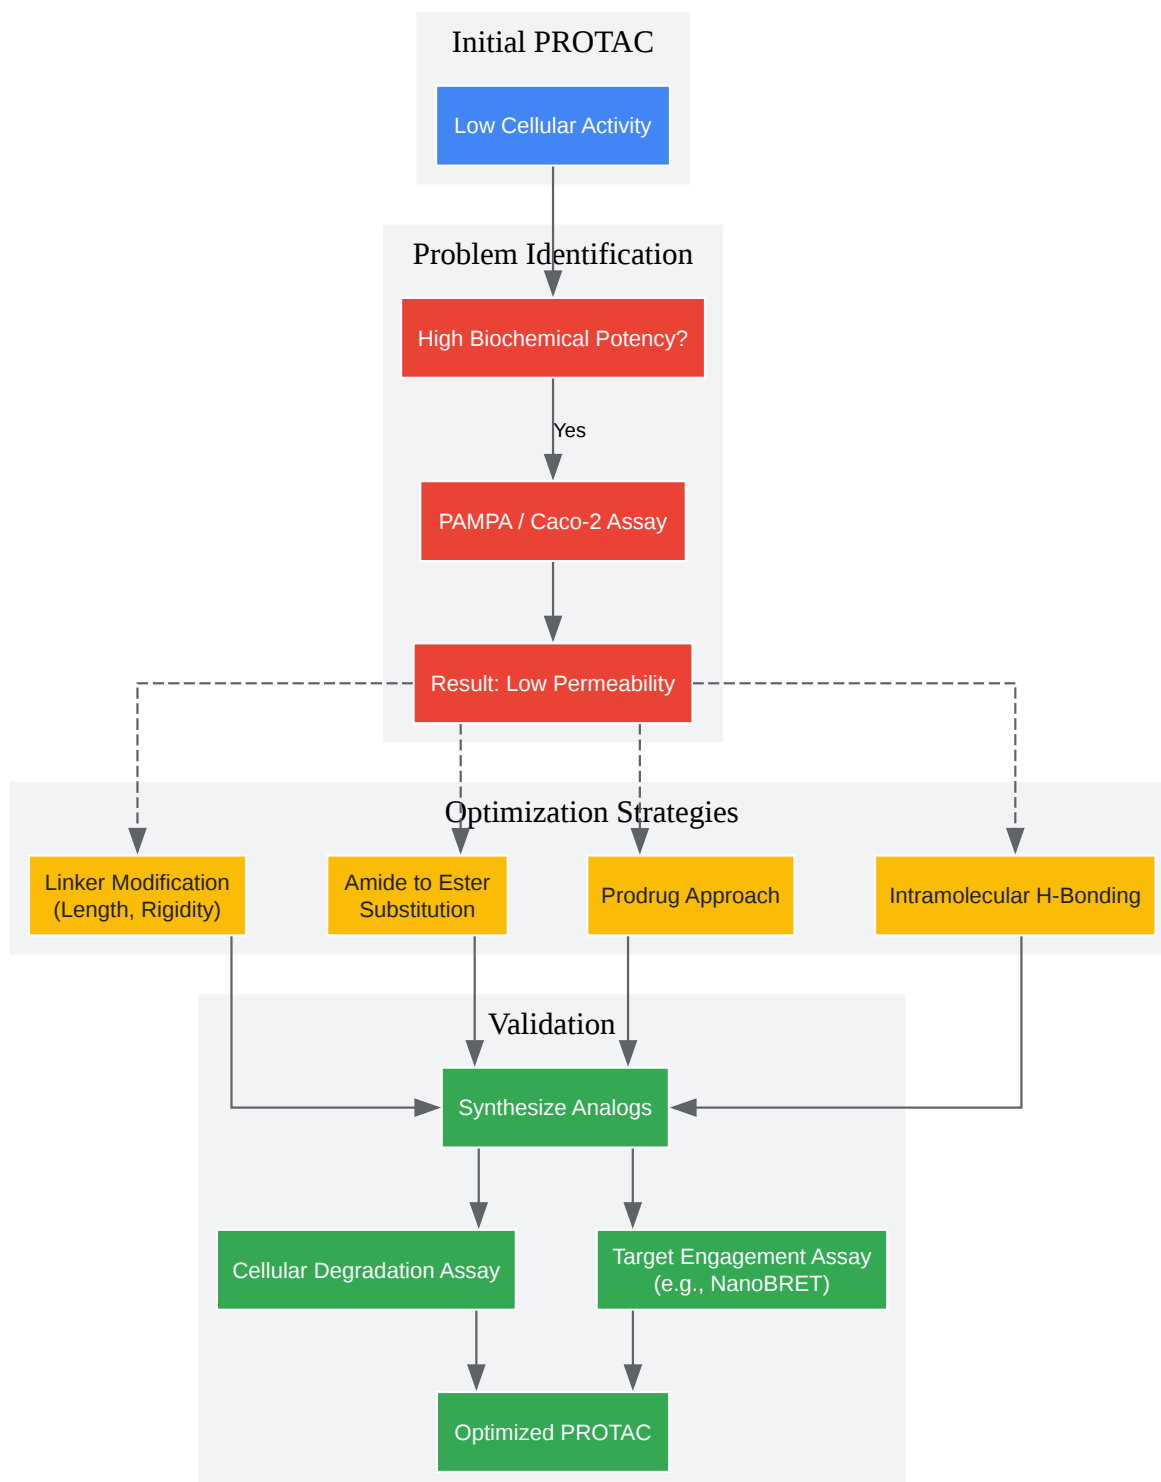 Initial PROTAC
Low Cellular Activity
Problem Identification
High Biochemical Potency?
Yes
PAMPA / Caco-2 Assay
Result: Low Permeability
Optimization Strategies
Linker Modification
(Length, Rigidity)
Amide to Ester
Substitution
Prodrug Approach
Intramolecular H-Bonding
Validation
Synthesize Analogs
Cellular Degradation Assay
Target Engagement Assay
(e.g., NanoBRET)
Optimized PROTAC